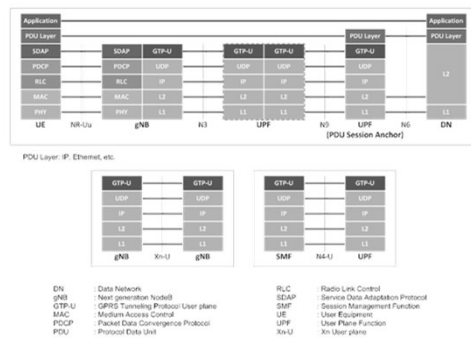 Application Application
PDU Layer PDU Layer PDU Layer
SDAP SDAP GTP-U GTP-U GTP-U GTP-U L2
PDCP PDCP UDP UDP UDP UDP
RLC RLC IP IP IP IP
MAC MAC L2 L2 L2 L2
PHY PHY L1 L1 L1 L1 L1
UE NR-Uu gNB N3 UPF N9 UPF N6 DN
(PDU Session Anchor)
PDU Layer: IP, Ethernet, etc.
GTP-U GTP-U GTP-U GTP-U
UDP UDP UDP UDP
IP IP IP IP
L2 L2 L2 L2
L1 L1 L1 L1
gNB Xn-U gNB SMF N4-U UPF
DN : Data Network
gNB : Next generation NodeB
GTP-U : GPRS Tunneling Protocol User plane
MAC : Medium Access Control
PDCP : Packet Data Convergence Protocol
PDU : Protocol Data Unit
RLC : Radio Link Control
SDAP : Service Data Adaptation Protocol
SMF : Session Management Function
UE : User Equipment
UPF : User Plane Function
Xn-U : Xn User plane